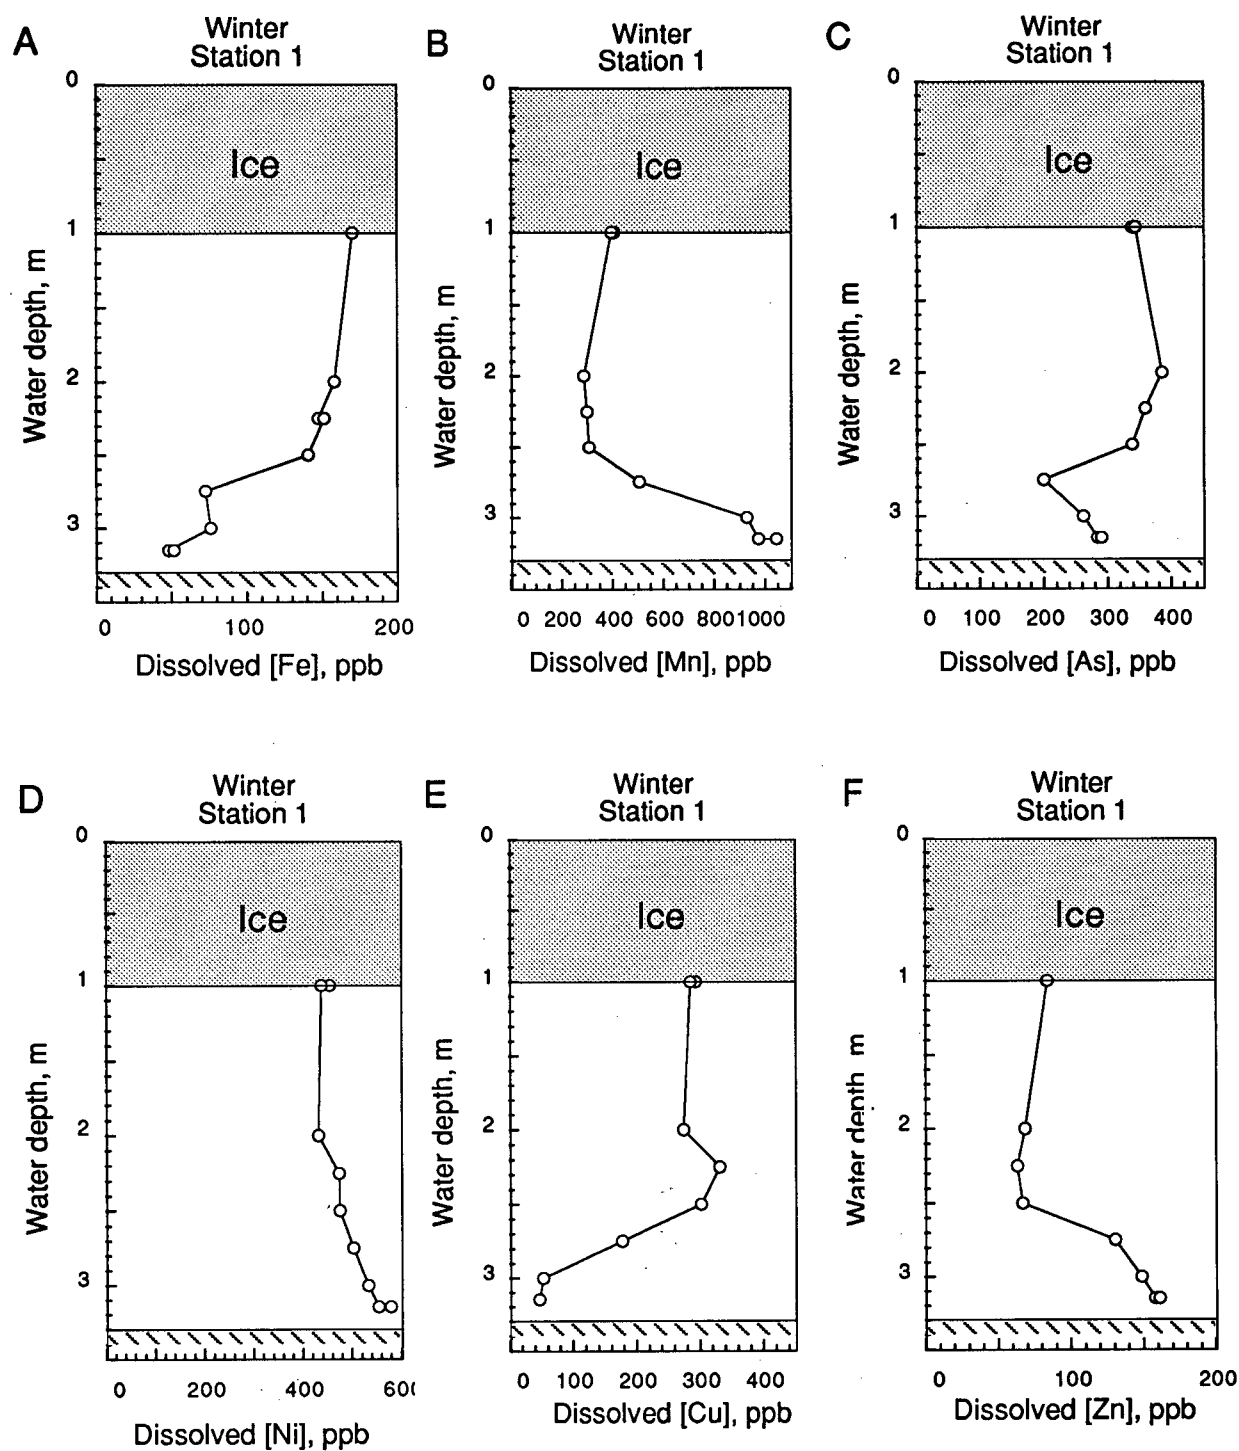 A
Winter
Station 1
0
Ice
1
2
3
Water depth, m
0 100 200
Dissolved [Fe], ppb
B
Winter
Station 1
0
Ice
1
2
3
Water depth, m
0 200 400 600 800 1000
Dissolved [Mn], ppb
C
Winter
Station 1
0
Ice
1
2
3
Water depth, m
0 100 200 300 400
Dissolved [As], ppb
D
Winter
Station 1
0
Ice
1
2
3
Water depth, m
0 200 400 600
Dissolved [Ni], ppb
E
Winter
Station 1
0
Ice
1
2
3
Water depth, m
0 100 200 300 400
Dissolved [Cu], ppb
F
Winter
Station 1
0
Ice
1
2
3
Water depth m
0 100 200
Dissolved [Zn], ppb